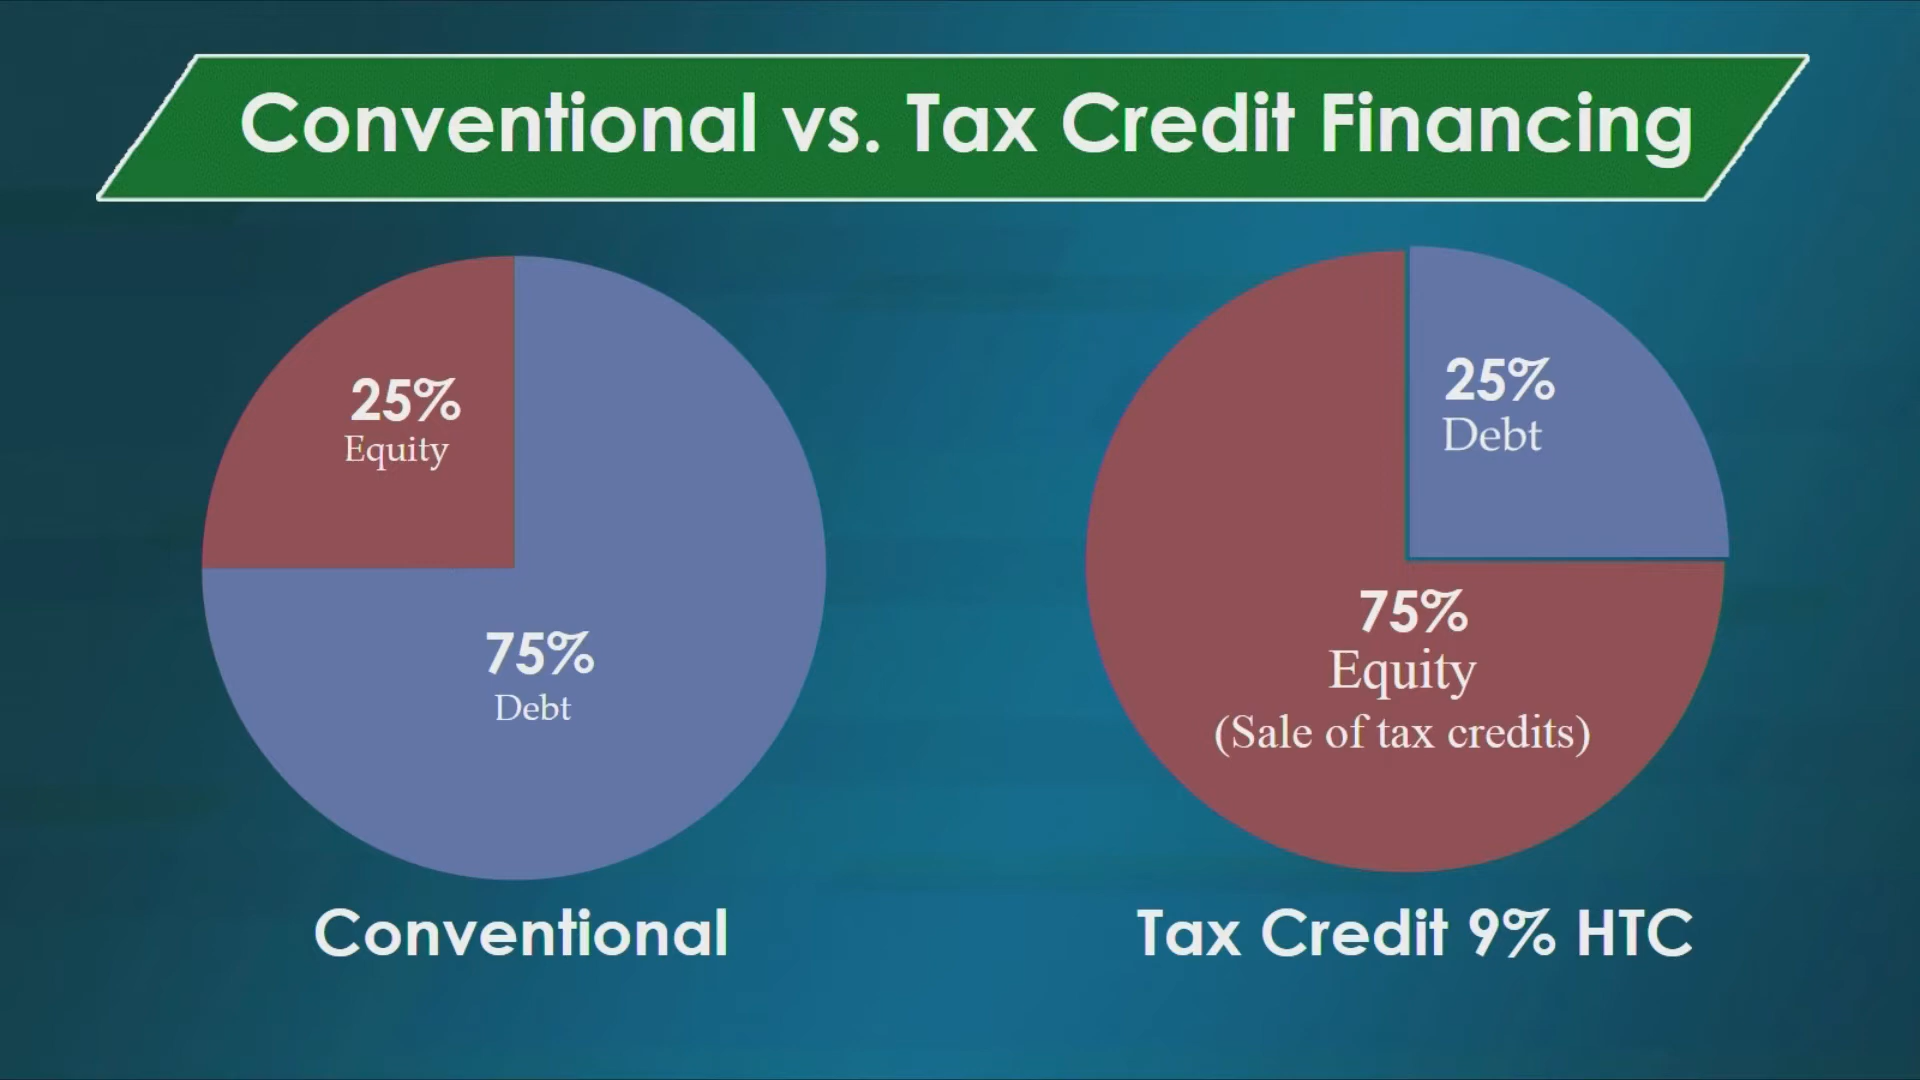 Conventional vs. Tax Credit Financing
25%
Equity
75%
Debt
Conventional
25%
Debt
75%
Equity
(Sale of tax credits)
Tax Credit 9% HTC